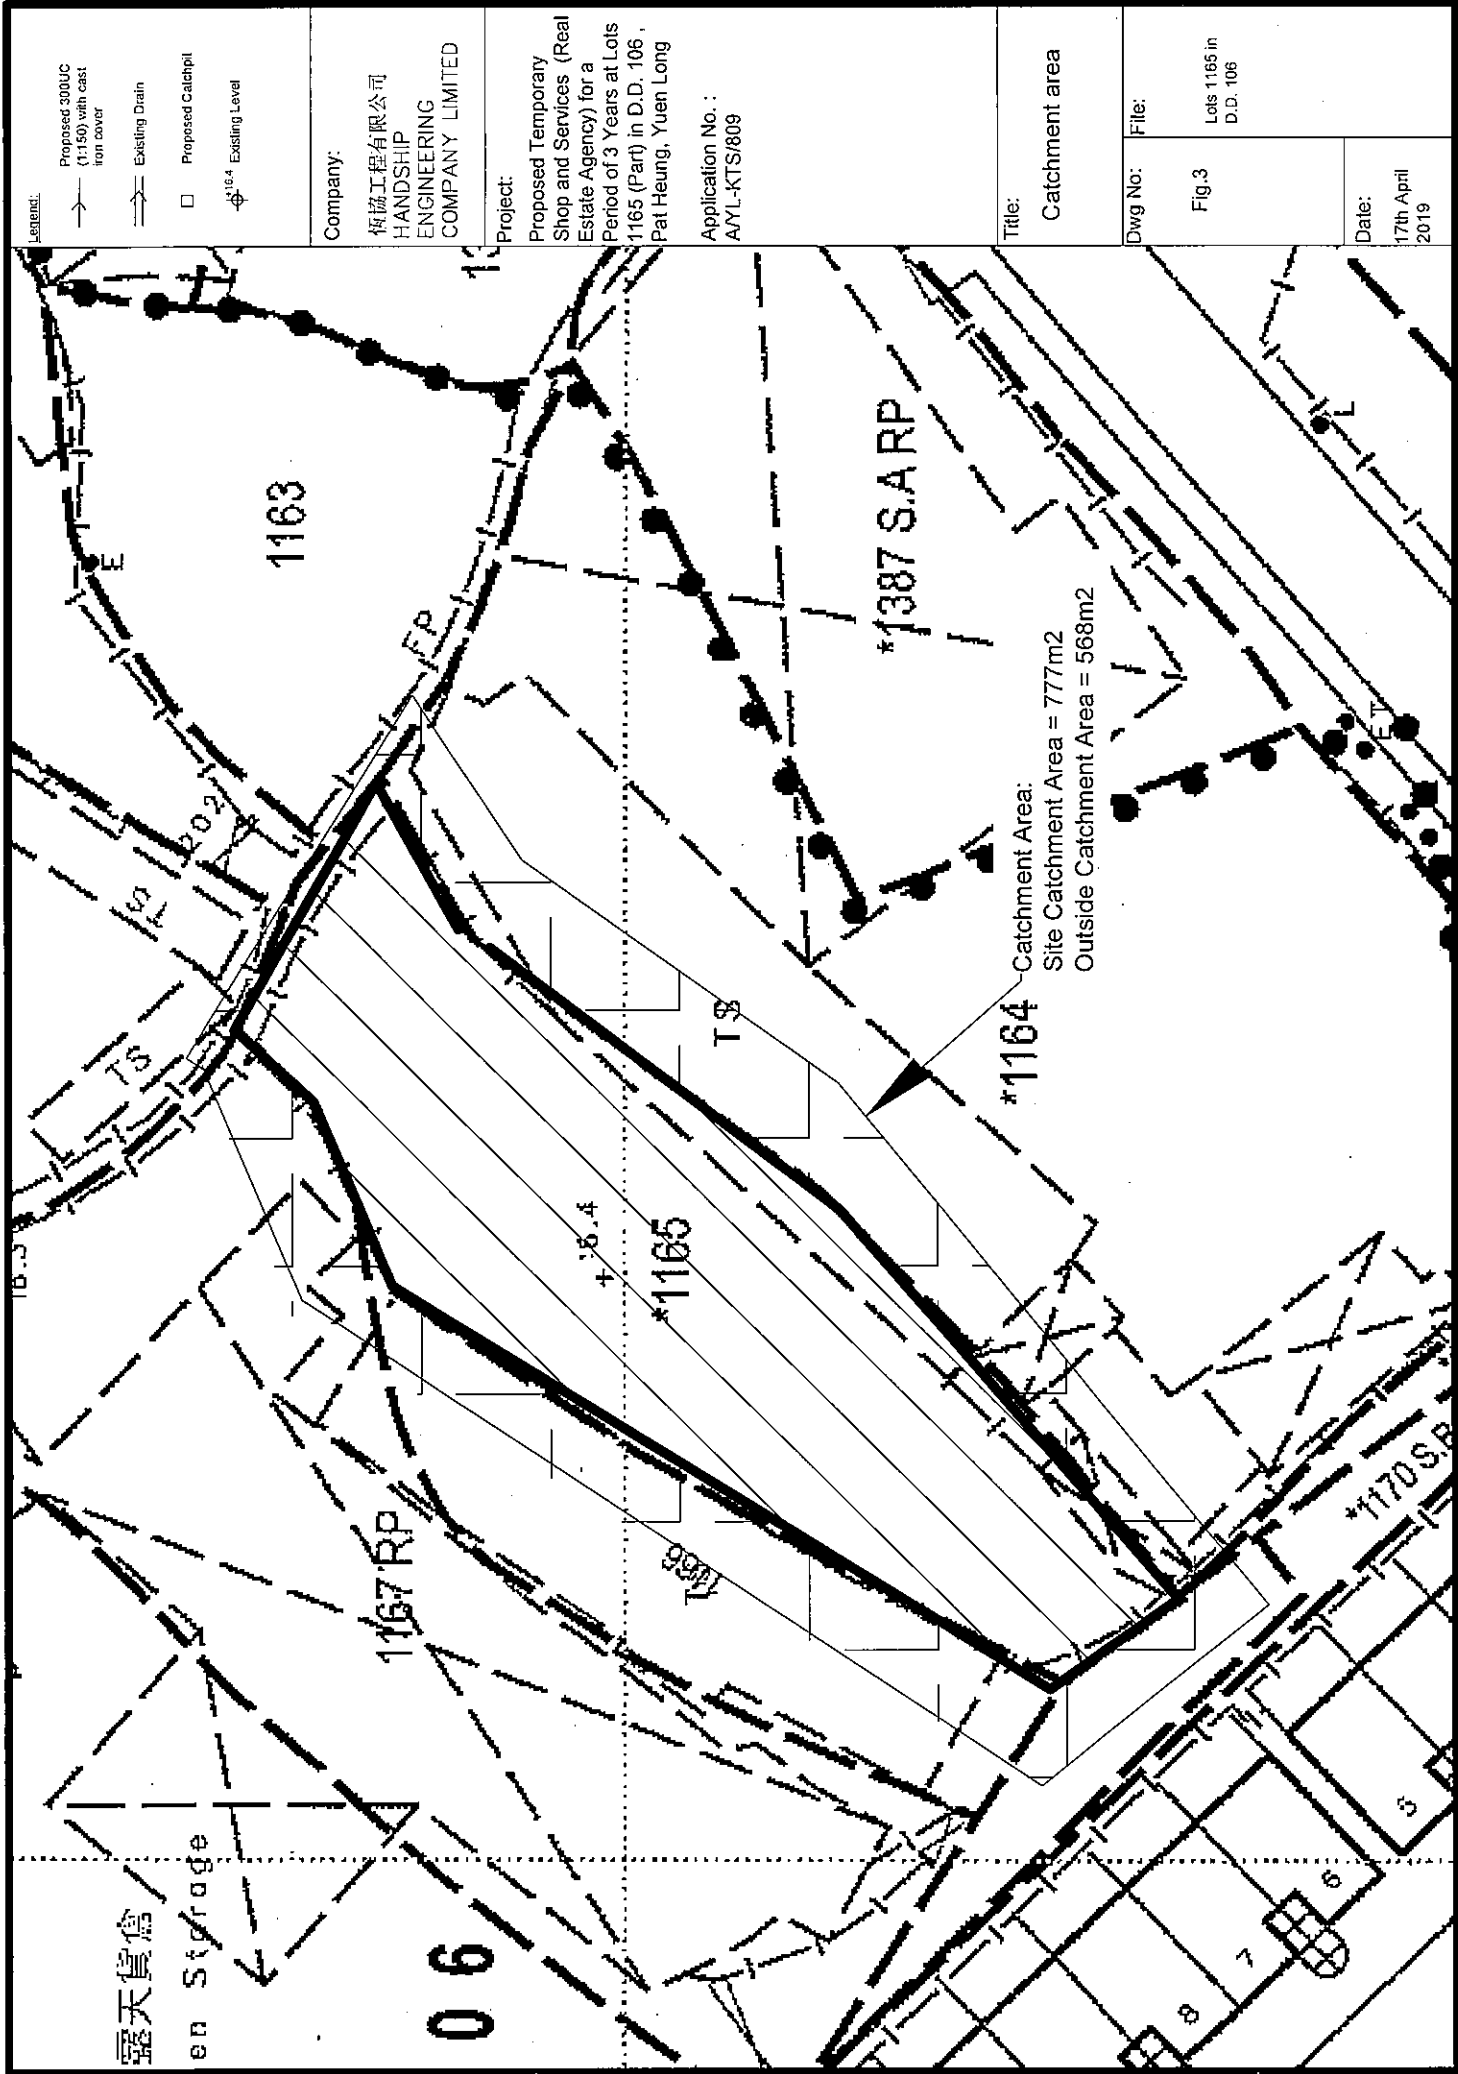 Legend:
Proposed 300UC
(1:150) with cast
iron cover
Existing Drain
Proposed Catchpit
+16.4 Existing Level
Company:
恆協工程有限公司
HANDSHIP
ENGINEERING
COMPANY LIMITED
Project:
Proposed Temporary
Shop and Services (Real
Estate Agency) for a
Period of 3 Years at Lots
1165 (Part) in D.D. 106 ,
Pat Heung, Yuen Long
Application No. :
A/YL-KTS/809
Title:
Catchment area
Dwg No:
Fig.3
File:
Lots 1165 in
D.D. 106
Date:
17th April
2019
露天貨倉
en Storage
0 6
1167 RP
TS
TS
202
E
1163
FP
*1165
TS
*1164
*1387 S.A RP
Catchment Area:
Site Catchment Area = 777m2
Outside Catchment Area = 568m2
*1170 S.B
E T
L
8
7
6
5